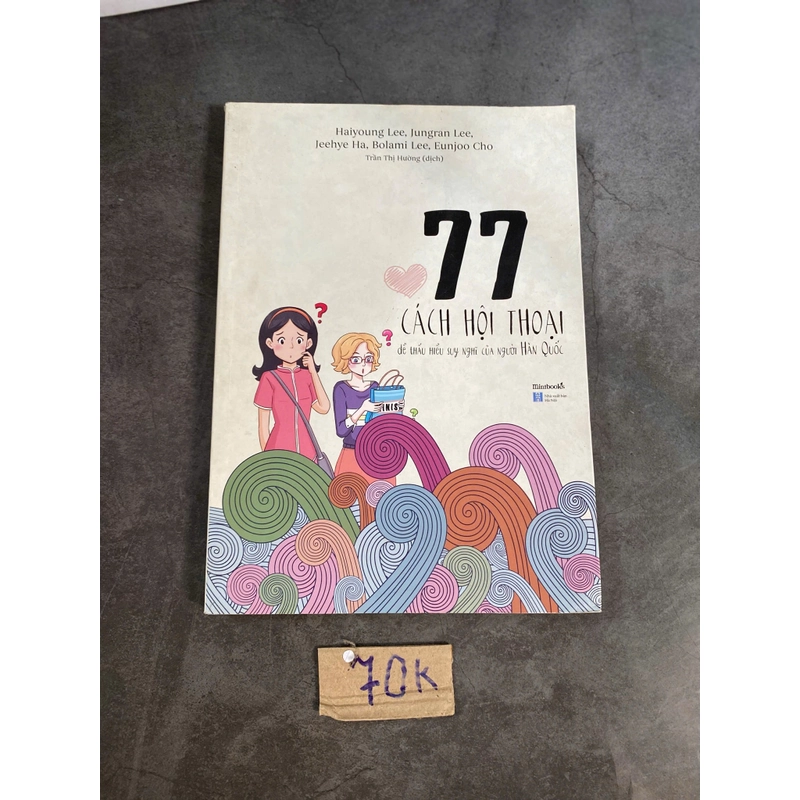 Haiyoung Lee, Jungran Lee,
Jeehye Ha, Bolami Lee, Eunjoo Cho
Trần Thị Hường (dịch)
77
CÁCH HỘI THOẠI
để thấu hiểu suy nghĩ của người Hàn Quốc
mintbooks
70K